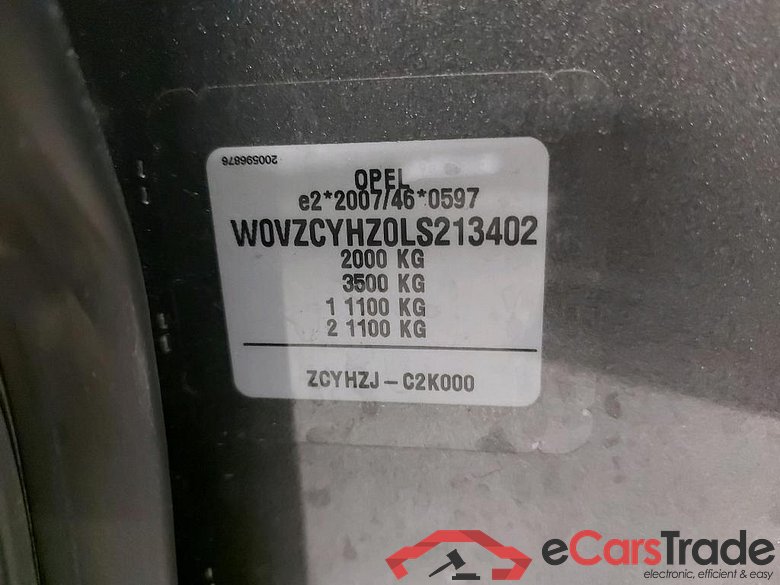 200596876
OPEL
e2*2007/46*0597
W0VZCYHZ0LS213402
2000 KG
3500 KG
1 1100 KG
2 1100 KG
ZCYHZJ – C2K000
eCarsTrade
electronic, efficient & easy